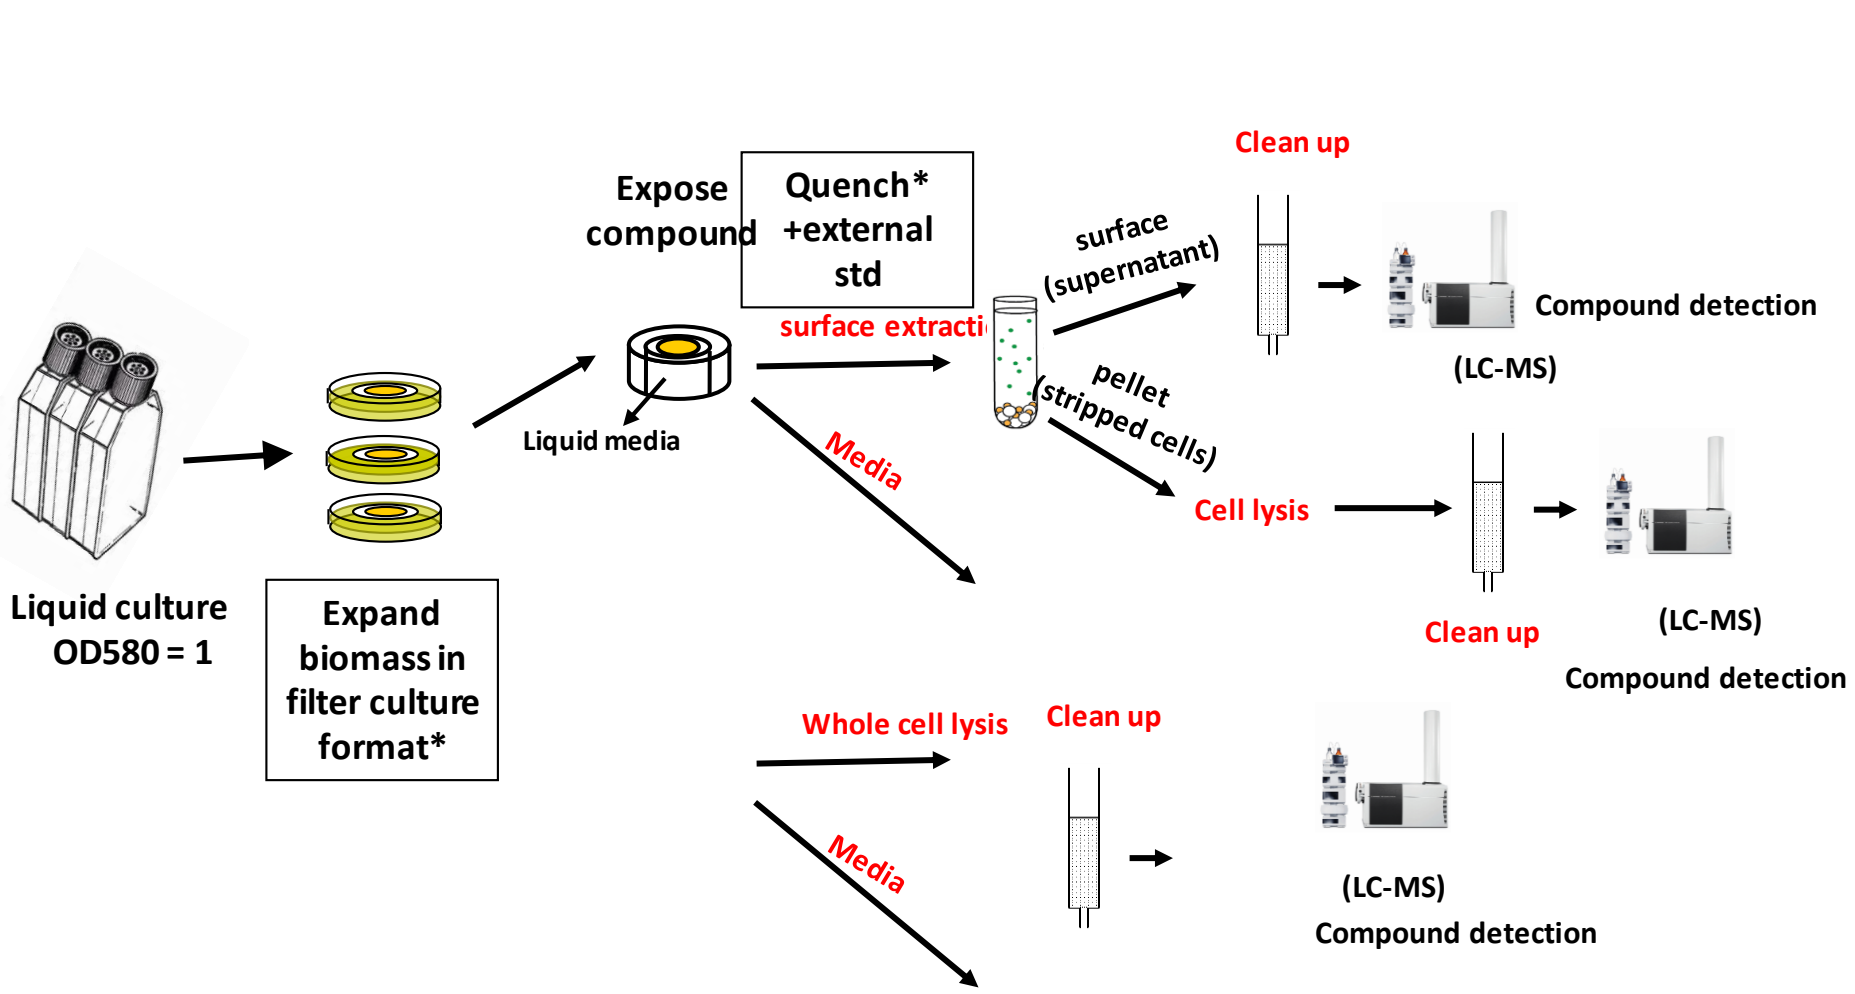 Clean up
Expose
compound
Quench*
+external
std
surface
(supernatant)
surface extracti
Compound detection
(LC-MS)
pellet
(stripped cells)
Liquid media
Media
Cell lysis
Liquid culture
OD580 = 1
Expand
biomass in
filter culture
format*
Clean up
(LC-MS)
Compound detection
Whole cell lysis
Clean up
Media
(LC-MS)
Compound detection